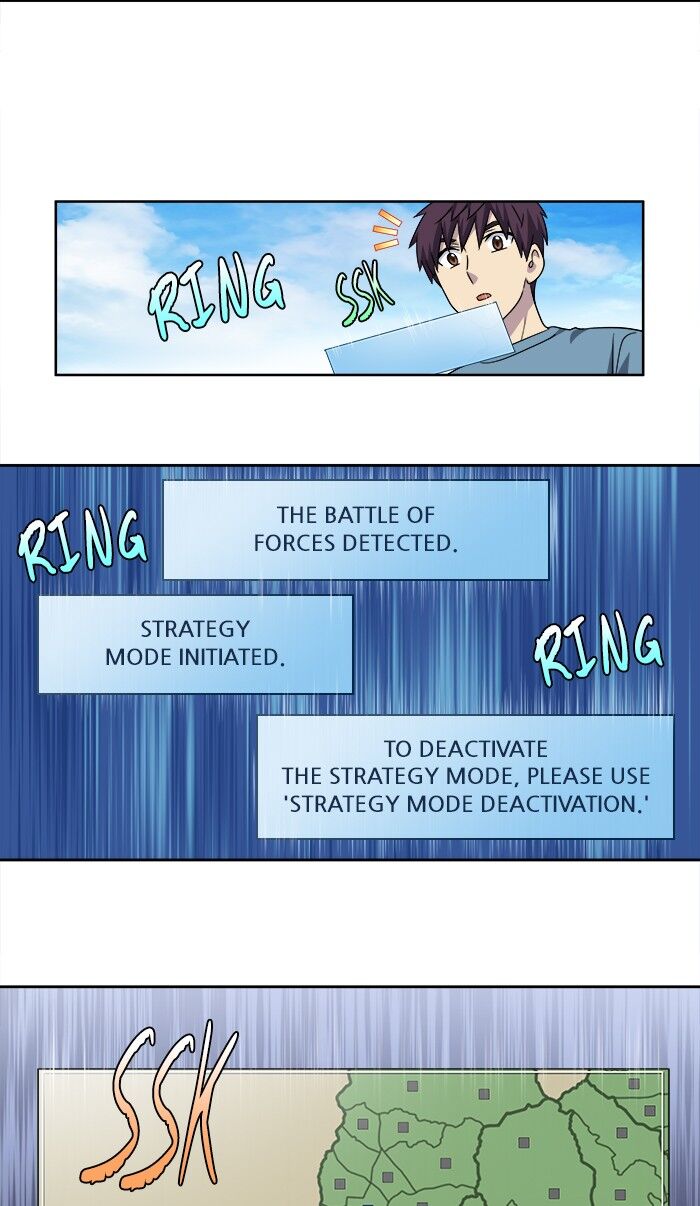 RING
SSK
RING
THE BATTLE OF
FORCES DETECTED.
STRATEGY
MODE INITIATED.
RING
TO DEACTIVATE
THE STRATEGY MODE, PLEASE USE
'STRATEGY MODE DEACTIVATION.'
SSK